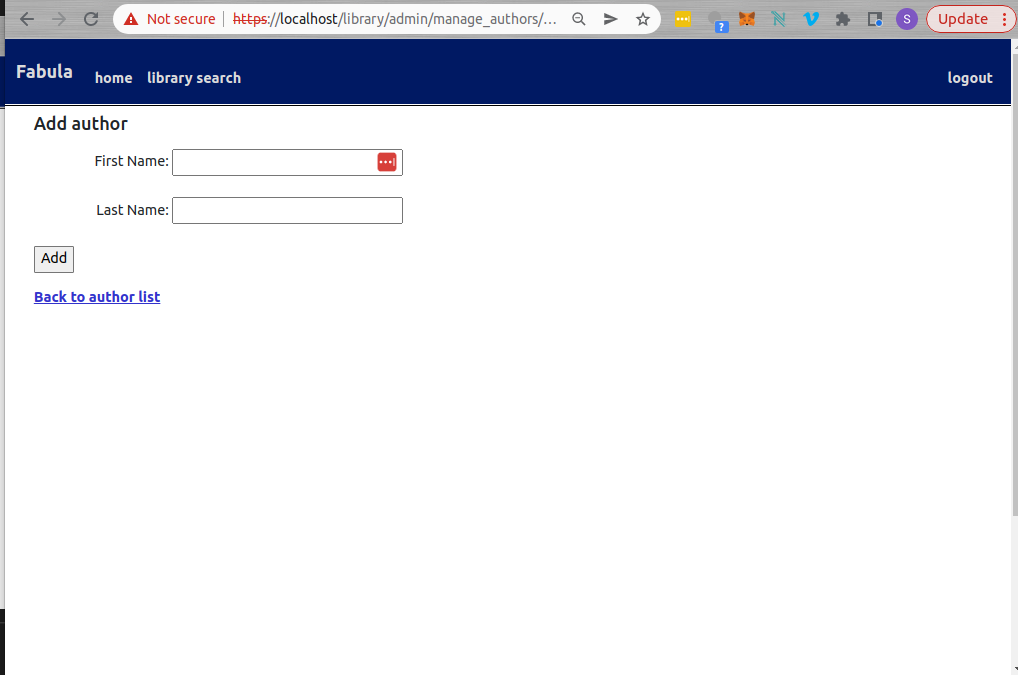 Not secure https://localhost/library/admin/manage_authors/... ? S Update
Fabula home library search logout
Add author
First Name:
Last Name:
Add
Back to author list